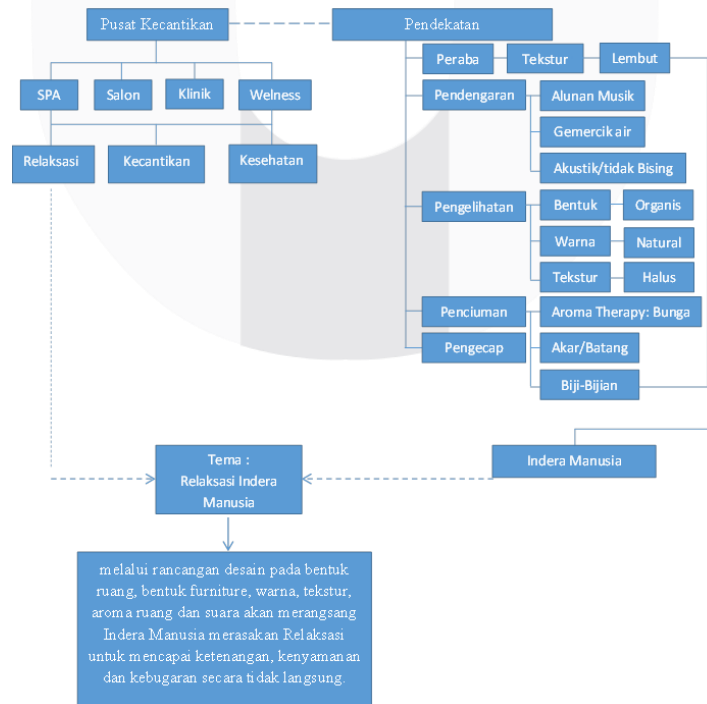 Pusat Kecantikan
Pendekatan
Peraba
Tekstur
Lembut
SPA
Salon
Klinik
Welness
Pendengaran
Alunan Musik
Gemercik air
Akustik/tidak Bising
Relaksasi
Kecantikan
Kesehatan
Pengelihatan
Bentuk
Organis
Warna
Natural
Tekstur
Halus
Penciuman
Aroma Therapy: Bunga
Pengecap
Akar/Batang
Biji-Bijian
Tema :
Relaksasi Indera
Manusia
Indera Manusia
melalui rancangan desain pada bentuk
ruang, bentuk furniture, warna, tekstur,
aroma ruang dan suara akan merangsang
Indera Manusia merasakan Relaksasi
untuk mencapai ketenangan, kenyamanan
dan kebugaran secara tidak langsung.